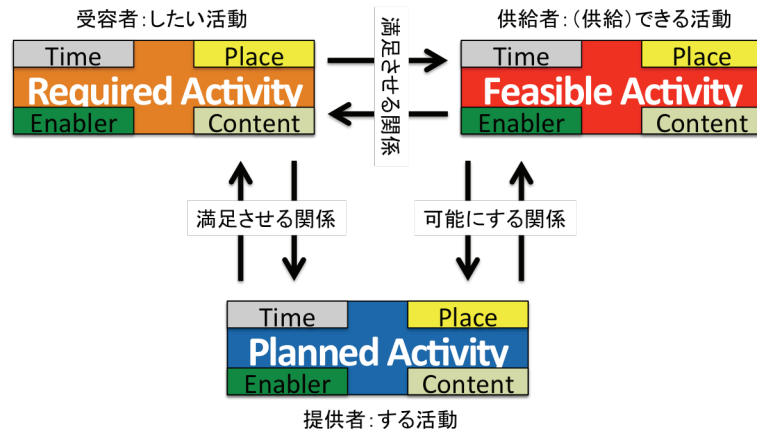 受容者：したい活動
供給者：（供給）できる活動
Time
Place
Required Activity
Enabler
Content
満足させる関係
Time
Place
Feasible Activity
Enabler
Content
満足させる関係
可能にする関係
Time
Place
Planned Activity
Enabler
Content
提供者：する活動